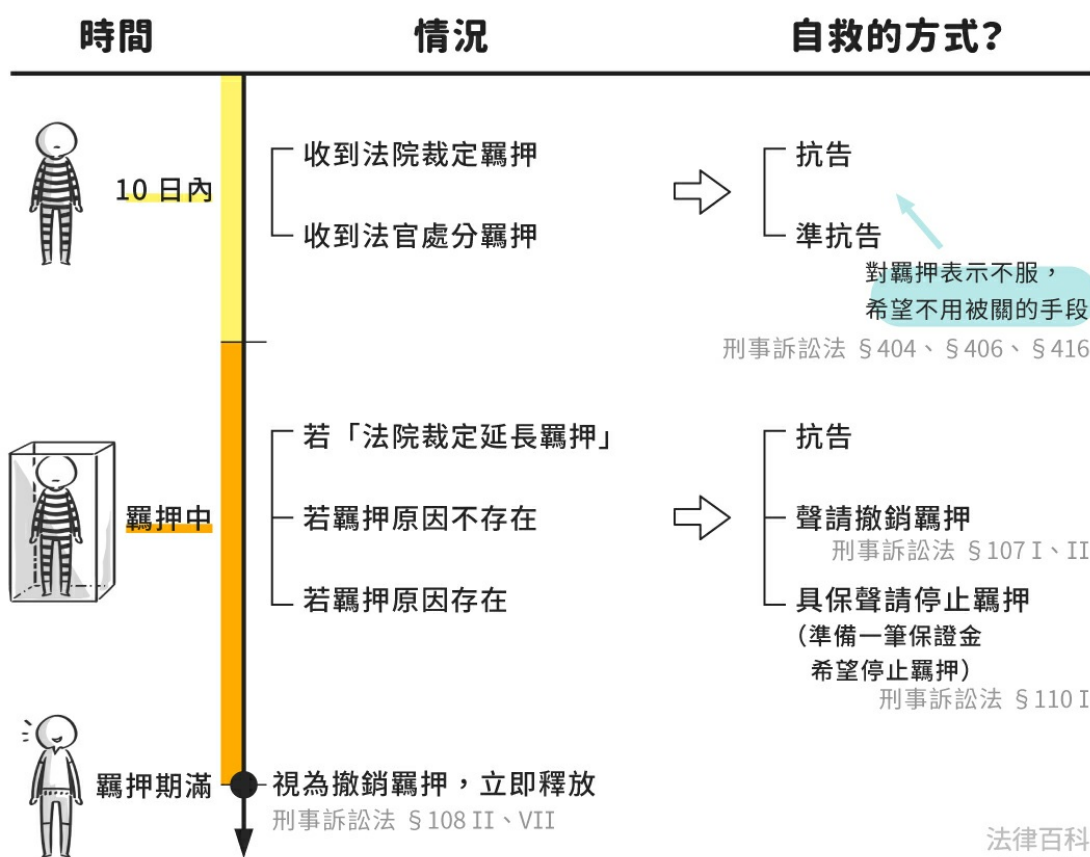 時間
情況
自救的方式?
10 日內
收到法院裁定羈押
收到法官處分羈押
抗告
準抗告
對羈押表示不服，
希望不用被關的手段
刑事訴訟法 §404、§406、§416
羈押中
若「法院裁定延長羈押」
若羈押原因不存在
若羈押原因存在
抗告
聲請撤銷羈押
刑事訴訟法 §107 I、II
具保聲請停止羈押
（準備一筆保證金
希望停止羈押）
刑事訴訟法 §110 I
羈押期滿
視為撤銷羈押，立即釋放
刑事訴訟法 §108 II、VII
法律百科